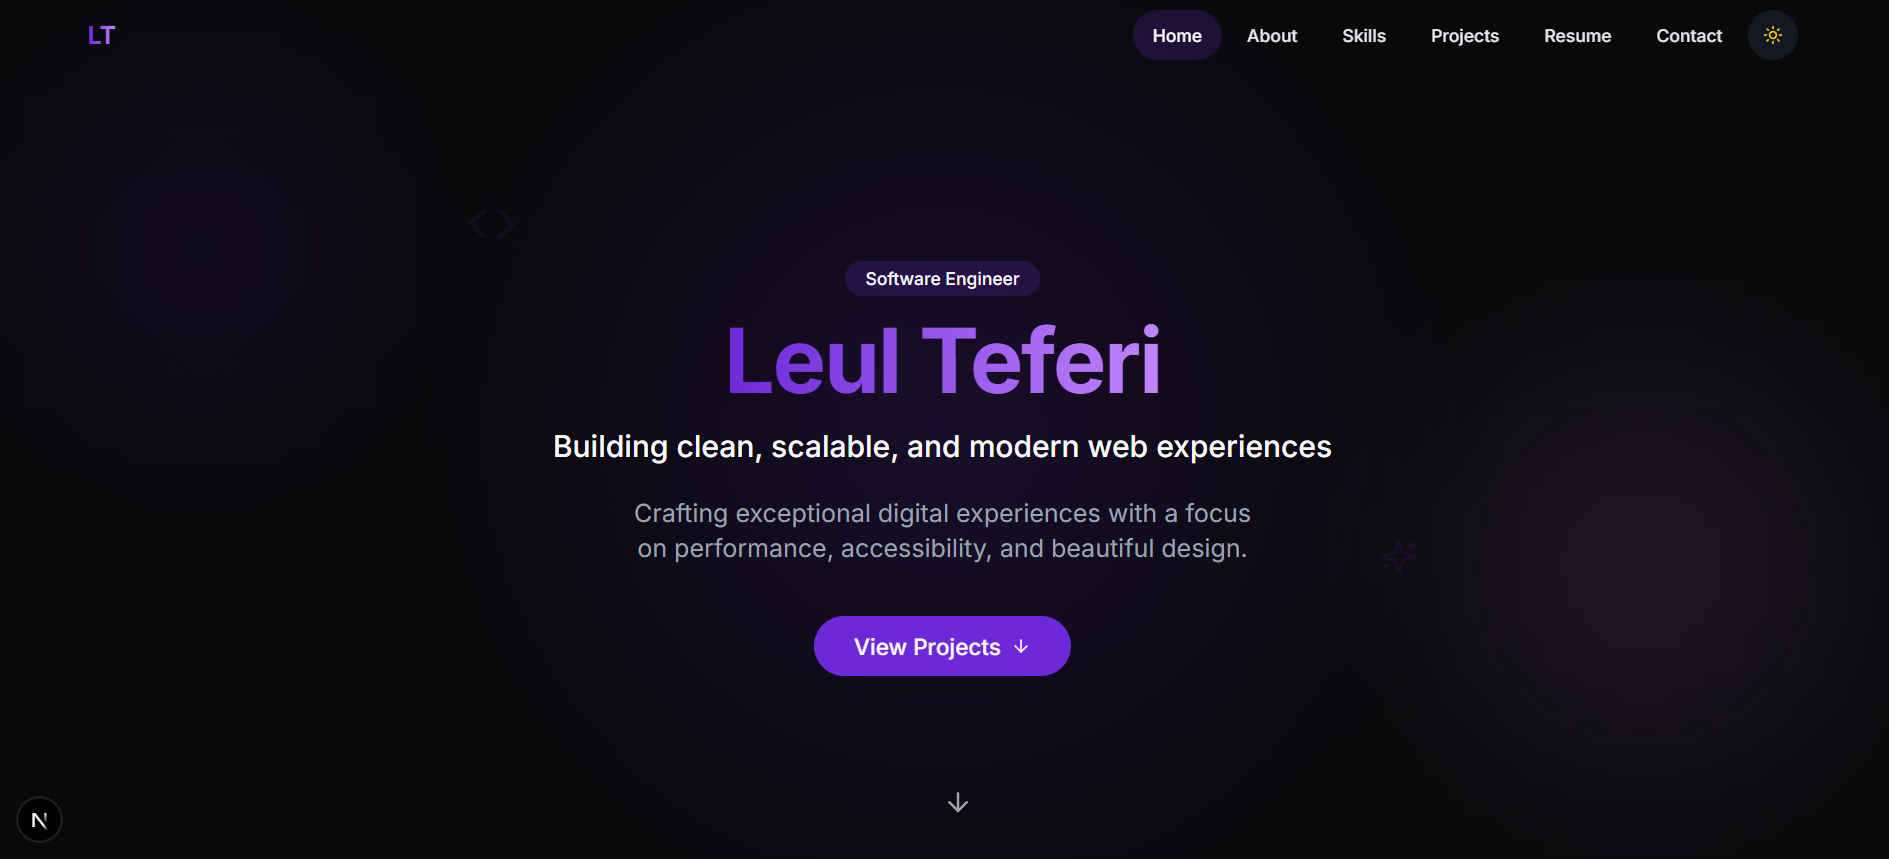 LT
Home
About
Skills
Projects
Resume
Contact
Software Engineer
Leul Teferi
Building clean, scalable, and modern web experiences
Crafting exceptional digital experiences with a focus
on performance, accessibility, and beautiful design.
View Projects
N